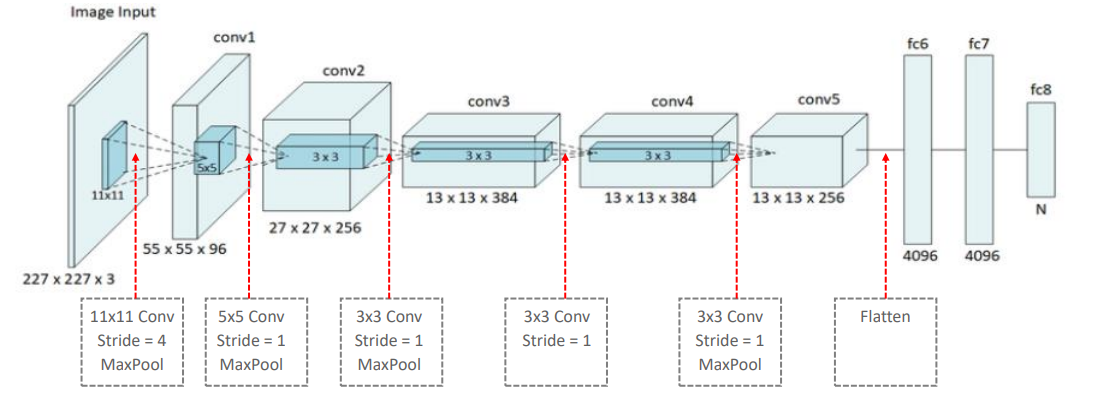 Image Input
conv1
conv2
conv3
conv4
conv5
fc6
fc7
fc8
11x11
5x5
3 x 3
3 x 3
3 x 3
227 x 227 x 3
55 x 55 x 96
27 x 27 x 256
13 x 13 x 384
13 x 13 x 384
13 x 13 x 256
4096
4096
N
11x11 Conv
Stride = 4
MaxPool
5x5 Conv
Stride = 1
MaxPool
3x3 Conv
Stride = 1
MaxPool
3x3 Conv
Stride = 1
3x3 Conv
Stride = 1
MaxPool
Flatten